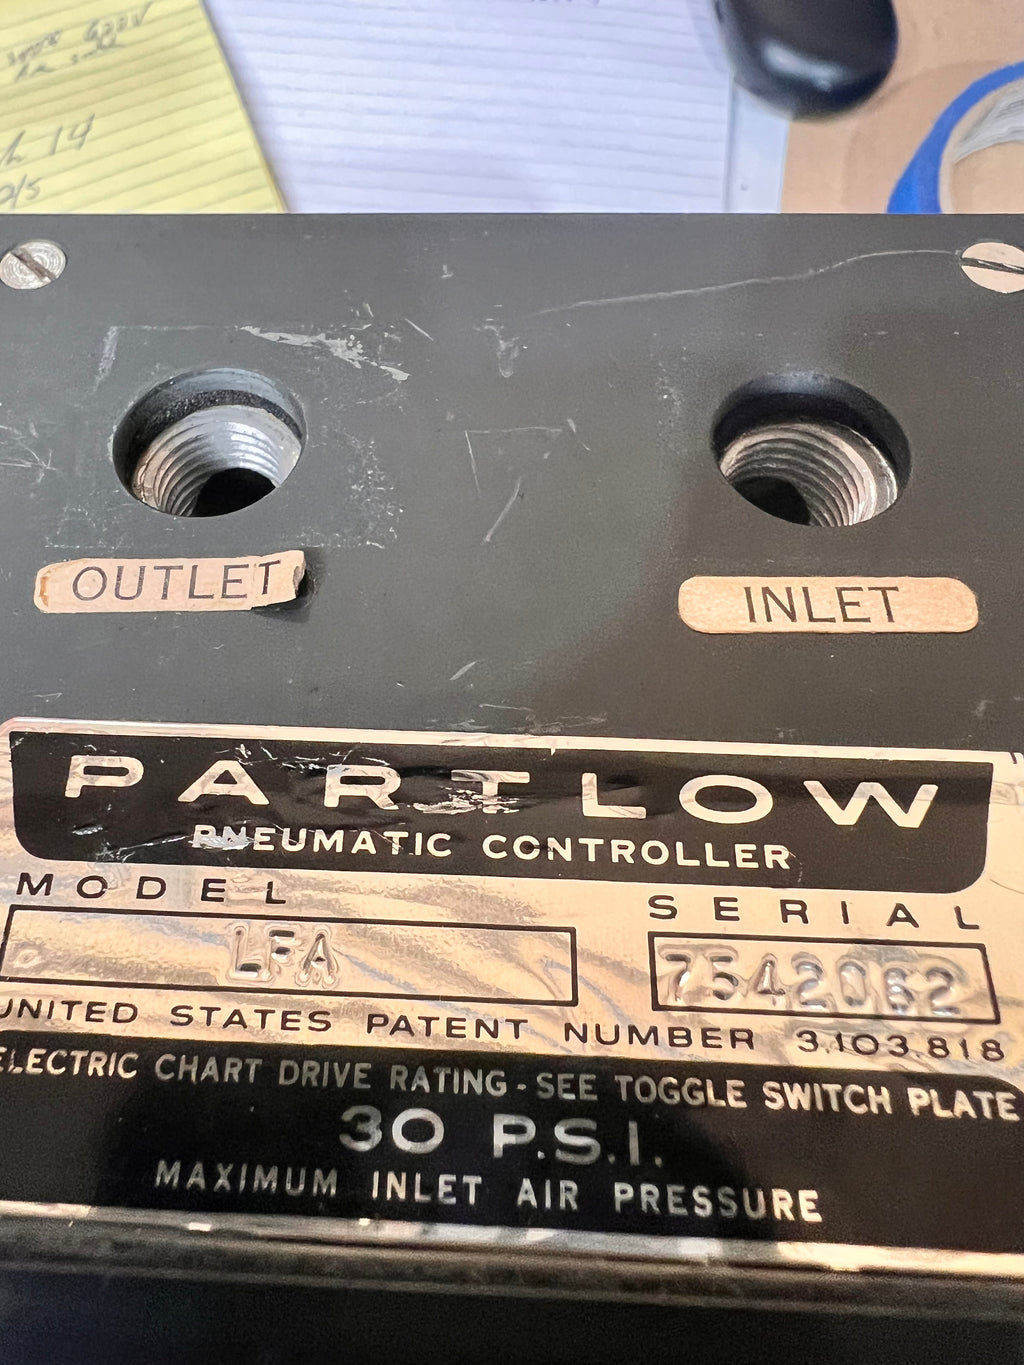 14
OUTLET
INLET
PARTLOW
PNEUMATIC CONTROLLER
MODEL
SERIAL
LFA
7542062
UNITED STATES PATENT NUMBER 3,103,818
ELECTRIC CHART DRIVE RATING - SEE TOGGLE SWITCH PLATE
30 P.S.I.
MAXIMUM INLET AIR PRESSURE